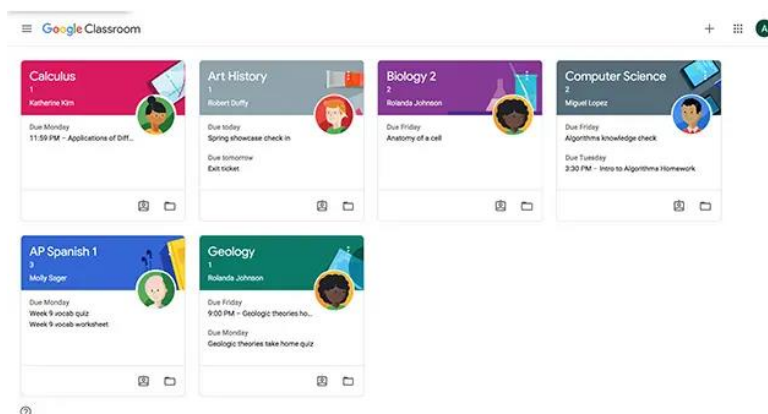 Google Classroom
A
Calculus
1
Katherine Kim
Due Monday
11:59 PM – Applications of Diff...
Art History
1
Robert Duffy
Due today
Spring showcase check in
Due tomorrow
Exit ticket
Biology 2
2
Rolanda Johnson
Due Friday
Anatomy of a cell
Computer Science
2
Miguel Lopez
Due Friday
Algorithms knowledge check
Due Tuesday
3:30 PM – Intro to Algorithms Homework
AP Spanish 1
3
Molly Sager
Due Monday
Week 9 vocab quiz
Week 9 vocab worksheet
Geology
1
Rolanda Johnson
Due Friday
9:00 PM – Geologic theories ho...
Due Monday
Geologic theories take home quiz